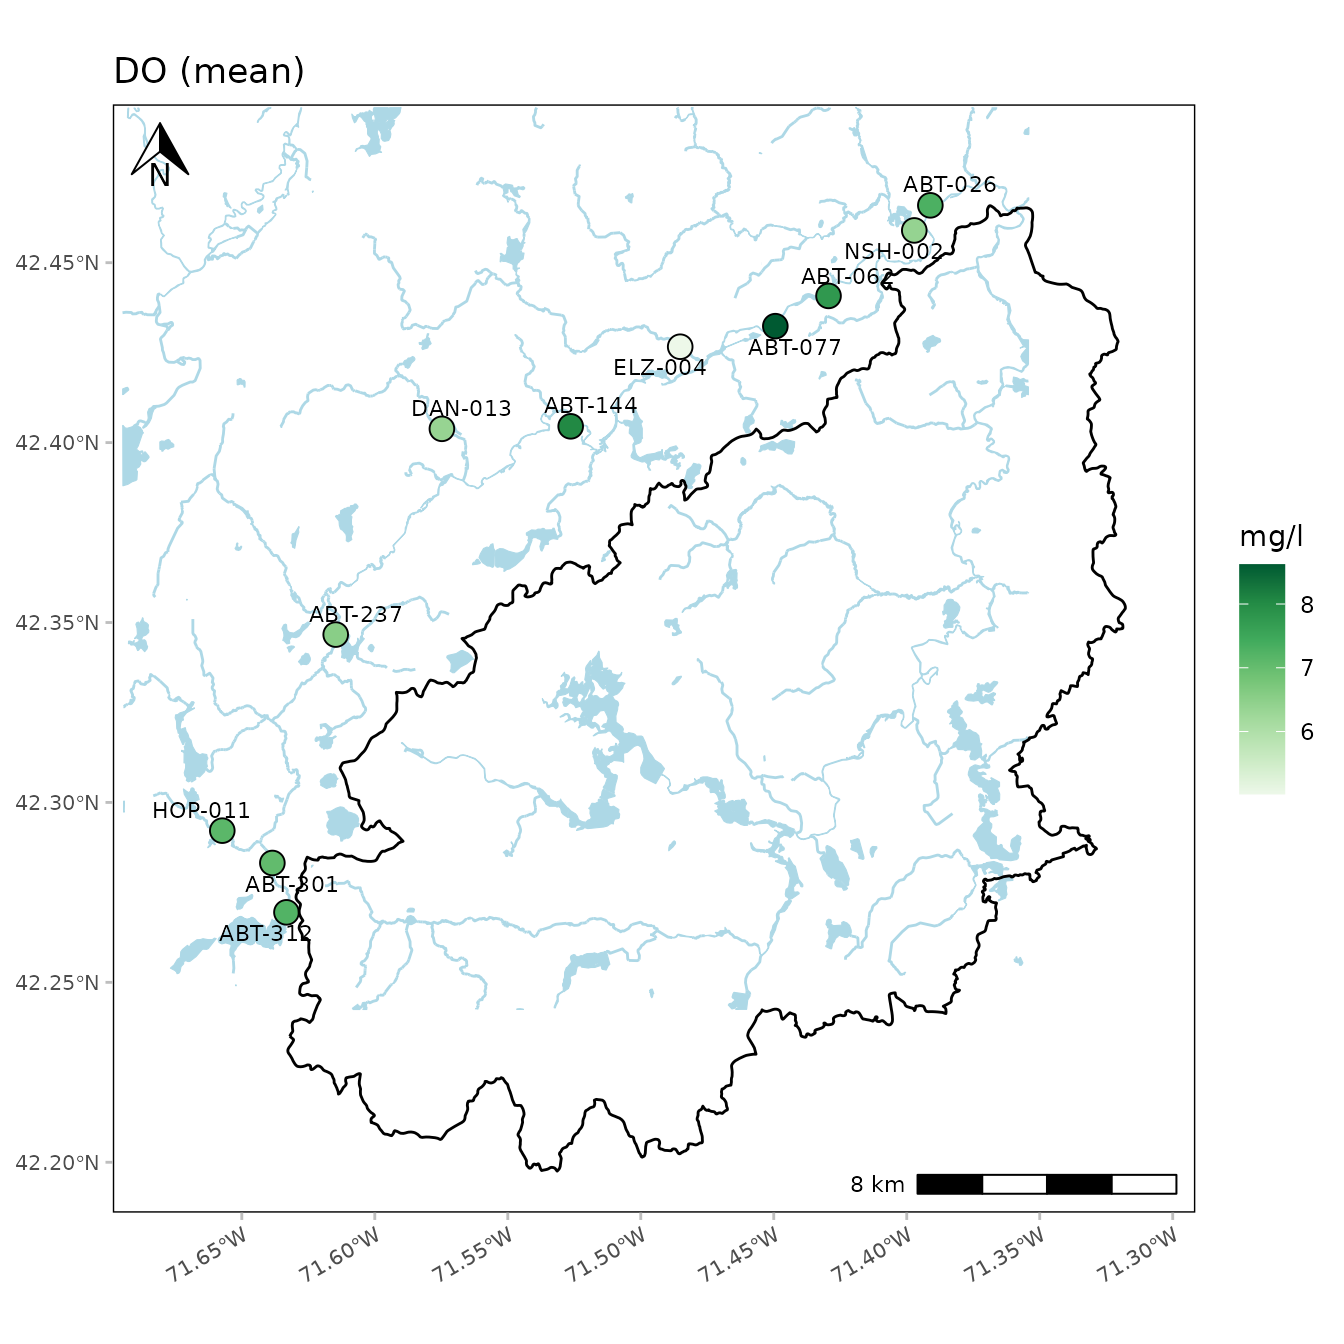 DO (mean)
N
ABT-026
NSH-002
ABT-062
ABT-077
ELZ-004
DAN-013
ABT-144
ABT-237
HOP-011
ABT-301
ABT-312
42.45°N
42.40°N
42.35°N
42.30°N
42.25°N
42.20°N
71.65°W
71.60°W
71.55°W
71.50°W
71.45°W
71.40°W
71.35°W
71.30°W
8 km
mg/l
8
7
6